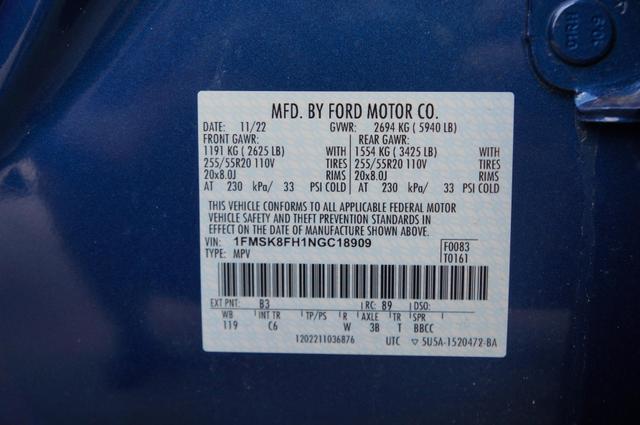 UTRH
10.9
MFD. BY FORD MOTOR CO.
DATE: 11/22 GVWR: 2694 KG ( 5940 LB)
FRONT GAWR: REAR GAWR:
1191 KG ( 2625 LB) WITH 1554 KG ( 3425 LB) WITH
255/55R20 110V TIRES 255/55R20 110V TIRES
20x8.0J RIMS 20x8.0J RIMS
AT 230 kPa/ 33 PSI COLD AT 230 kPa/ 33 PSI COLD
THIS VEHICLE CONFORMS TO ALL APPLICABLE FEDERAL MOTOR
VEHICLE SAFETY AND THEFT PREVENTION STANDARDS IN
EFFECT ON THE DATE OF MANUFACTURE SHOWN ABOVE.
VIN: 1FMSK8FH1NGC18909 F0083
TYPE: MPV T0161
EXT PNT: B3 RC: 89 DSO:
WB INT TR TP/PS R AXLE TR SPR
119 C6 W 3B T BBCC
1202211036876 UTC ▽ 5U5A-1520472-BA